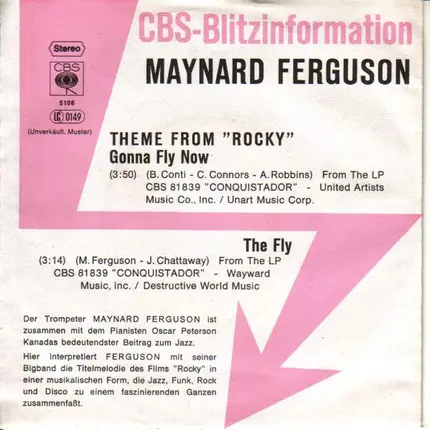 CBS-Blitzinformation
Stereo
MAYNARD FERGUSON
CBS
5106
LC 0149
(Unverkäufl. Muster)
THEME FROM "ROCKY"
Gonna Fly Now
(3:50) (B. Conti - C. Connors - A. Robbins) From The LP
CBS 81839 "CONQUISTADOR" - United Artists
Music Co., Inc. / Unart Music Corp.
The Fly
(3:14) (M. Ferguson - J. Chattaway) From The LP
CBS 81839 "CONQUISTADOR" - Wayward
Music, Inc. / Destructive World Music
Der Trompeter MAYNARD FERGUSON ist
zusammen mit dem Pianisten Oscar Peterson
Kanadas bedeutendster Beitrag zum Jazz.
Hier interpretiert FERGUSON mit seiner
Bigband die Titelmelodie des Films "Rocky" in
einer musikalischen Form, die Jazz, Funk, Rock
und Disco zu einem faszinierenden Ganzen
zusammenfaßt.